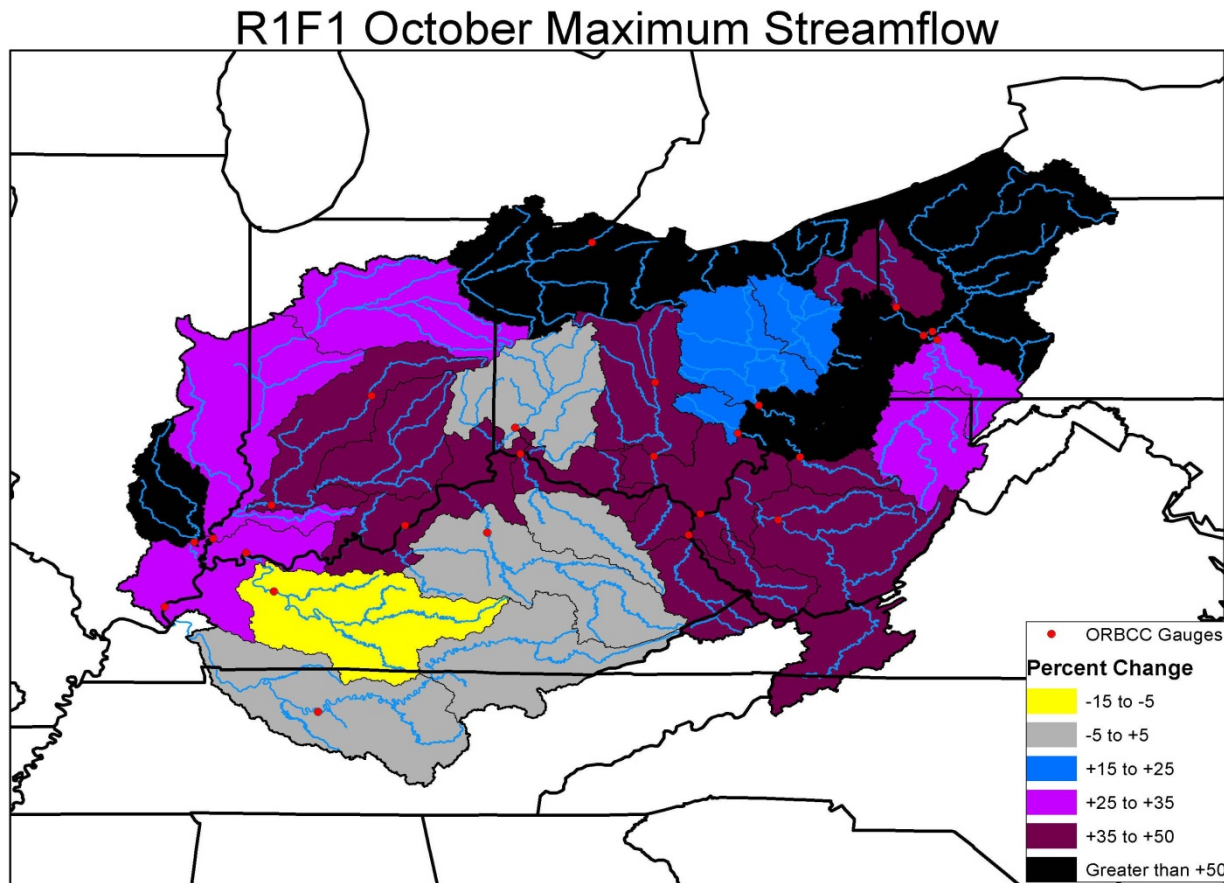 R1F1 October Maximum Streamflow
ORBCC Gauges
Percent Change
-15 to -5
-5 to +5
+15 to +25
+25 to +35
+35 to +50
Greater than +50